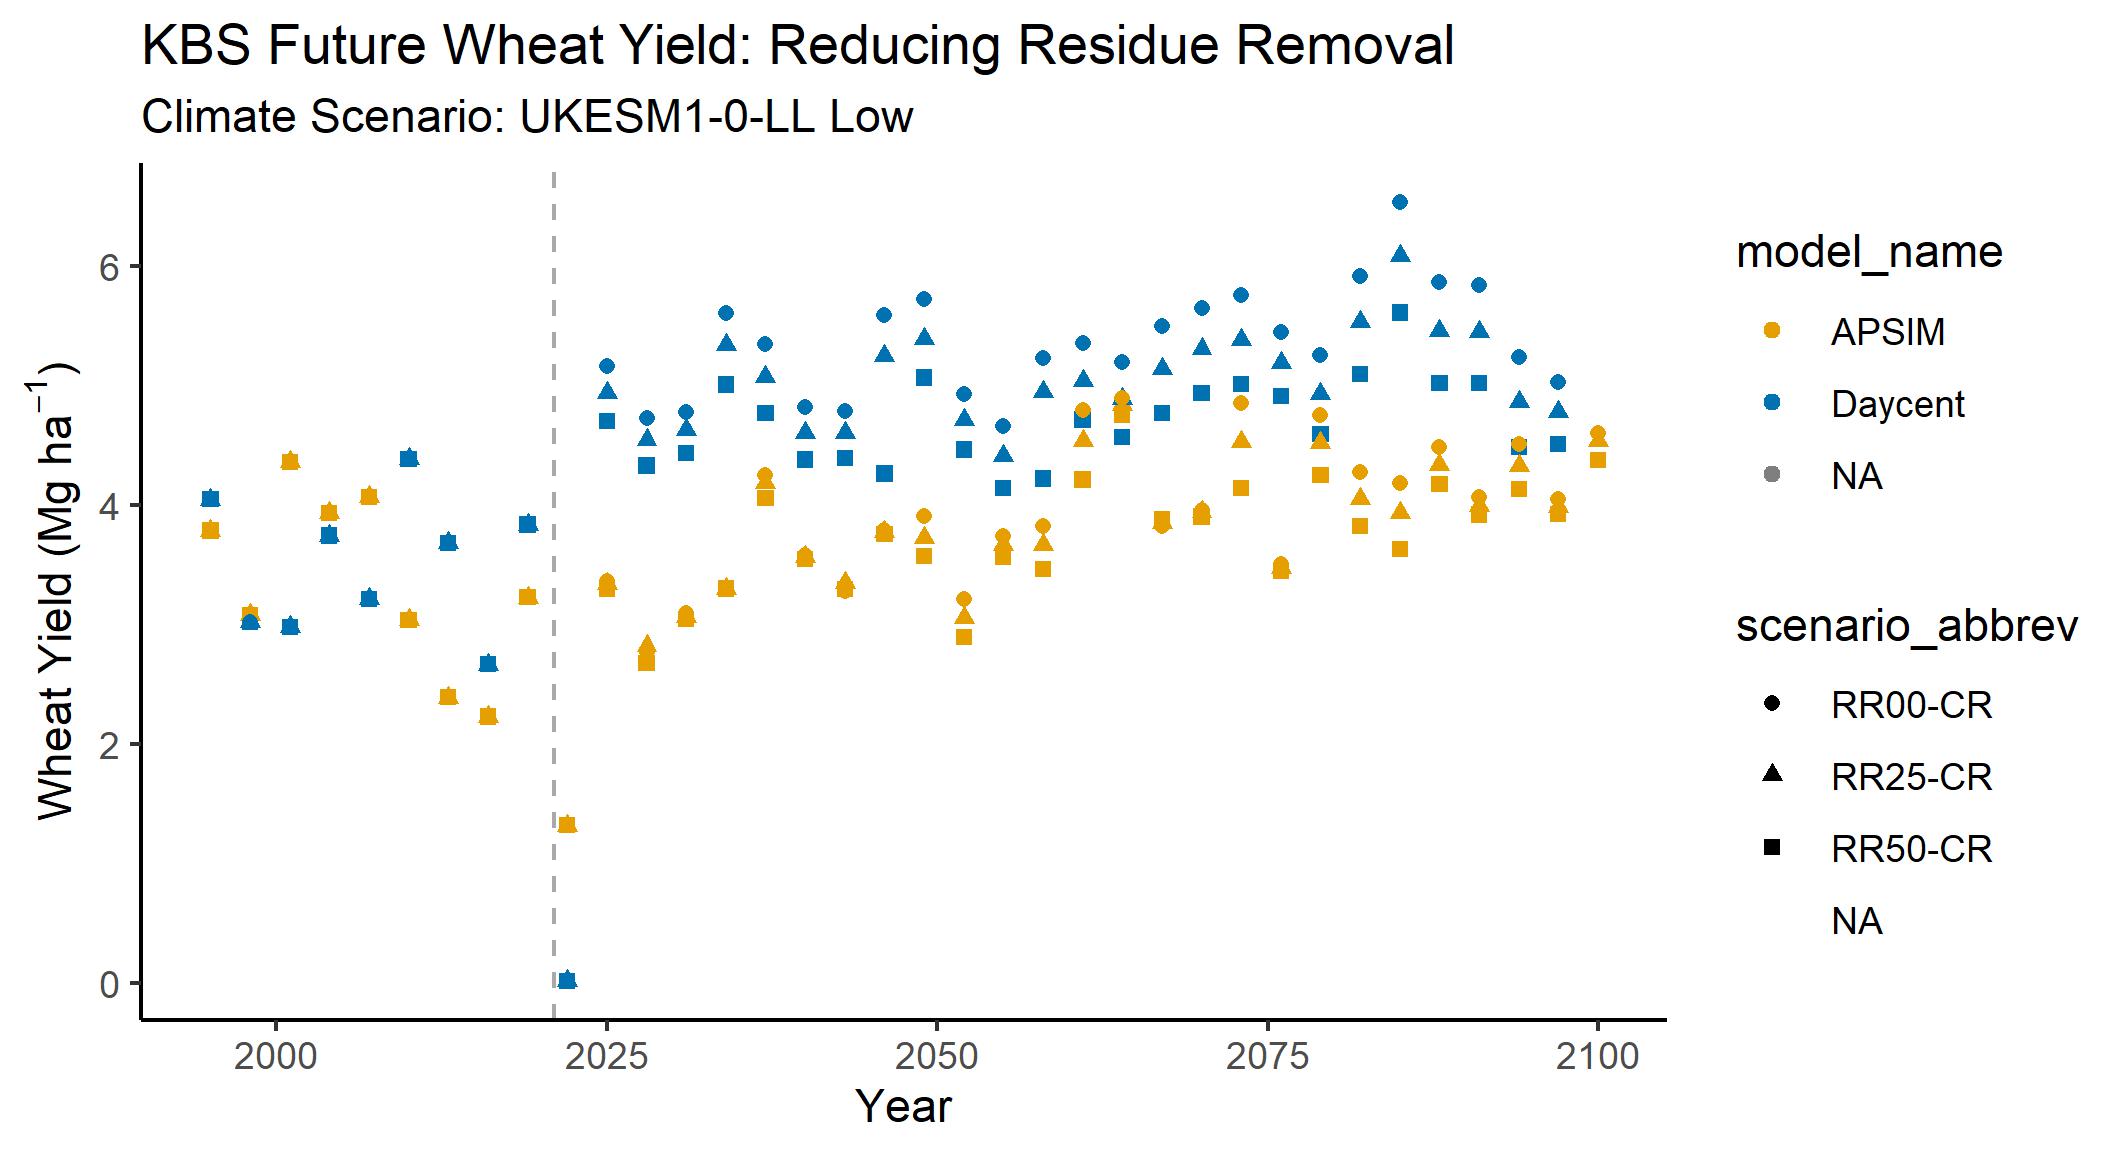 KBS Future Wheat Yield: Reducing Residue Removal
Climate Scenario: UKESM1-0-LL Low
Wheat Yield (Mg ha⁻¹)
6
4
2
0
2000 2025 2050 2075 2100
Year
model_name
APSIM
Daycent
NA
scenario_abbrev
RR00-CR
RR25-CR
RR50-CR
NA